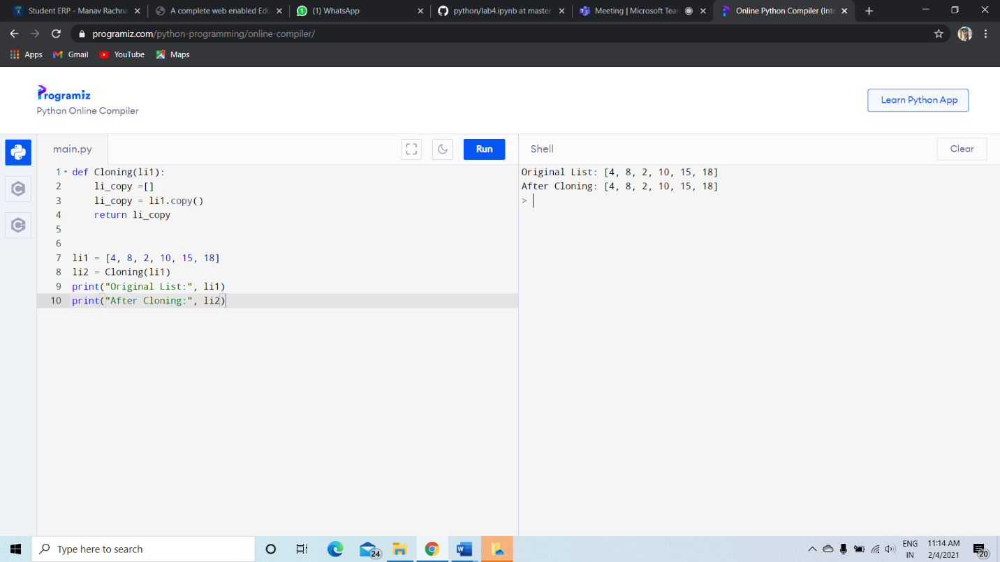 Student ERP - Manav Rachna
A complete web enabled Edu
(1) WhatsApp
python/lab4.ipynb at master
Meeting | Microsoft Team
Online Python Compiler (Inte
programiz.com/python-programming/online-compiler/
Apps
Gmail
YouTube
Maps
Programiz
Python Online Compiler
Learn Python App
main.py
Run
Shell
Clear
1 def Cloning(li1):
2     li_copy =[]
3     li_copy = li1.copy()
4     return li_copy
5
6
7 li1 = [4, 8, 2, 10, 15, 18]
8 li2 = Cloning(li1)
9 print("Original List:", li1)
10 print("After Cloning:", li2)
Original List: [4, 8, 2, 10, 15, 18]
After Cloning: [4, 8, 2, 10, 15, 18]
>
Type here to search
24
ENG
IN
11:14 AM
2/4/2021
20